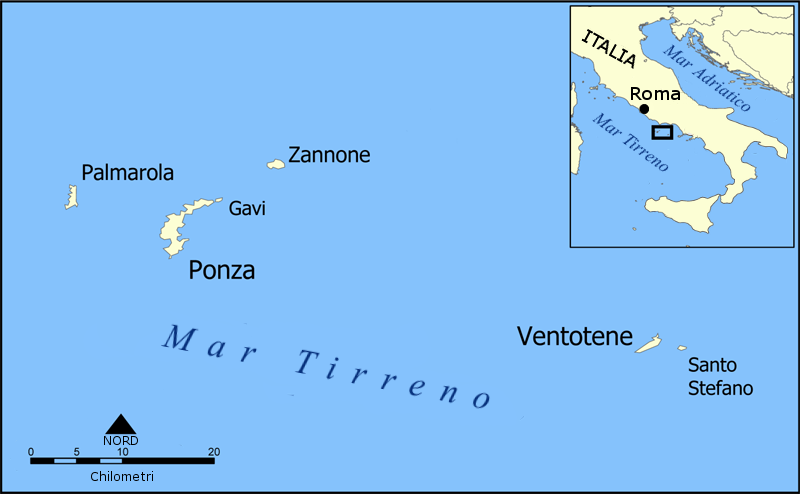 ITALIA
Mar Adriatico
Roma
Mar Tirreno
Zannone
Palmarola
Gavi
Ponza
Mar Tirreno
Ventotene
Santo
Stefano
NORD
0 5 10 20
Chilometri